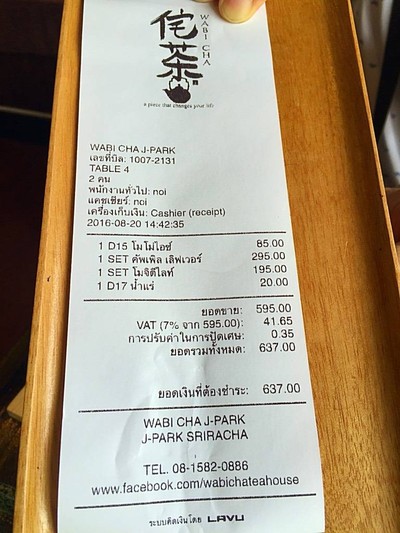 侘茶
WABI CHA
a place that changes your life
WABI CHA J-PARK
เลขที่บิล: 1007-2131
TABLE 4
2 คน
พนักงานทั่วไป: noi
แคชเชียร์: noi
เครื่องเก็บเงิน: Cashier (receipt)
2016-08-20 14:42:35
1 D15 โมโมไอซ์ 85.00
1 SET คัพเพิล เลิฟเวอร์ 295.00
1 SET โมจิตีไลท์ 195.00
1 D17 น้ำแร่ 20.00
ยอดขาย: 595.00
VAT (7% จาก 595.00): 41.65
การปรับค่าในการปัดเศษ: 0.35
ยอดรวมทั้งหมด: 637.00
ยอดเงินที่ต้องชำระ: 637.00
WABI CHA J-PARK
J-PARK SRIRACHA
TEL. 08-1582-0886
www.facebook.com/wabichateahouse
ระบบคิดเงินโดย LAVU